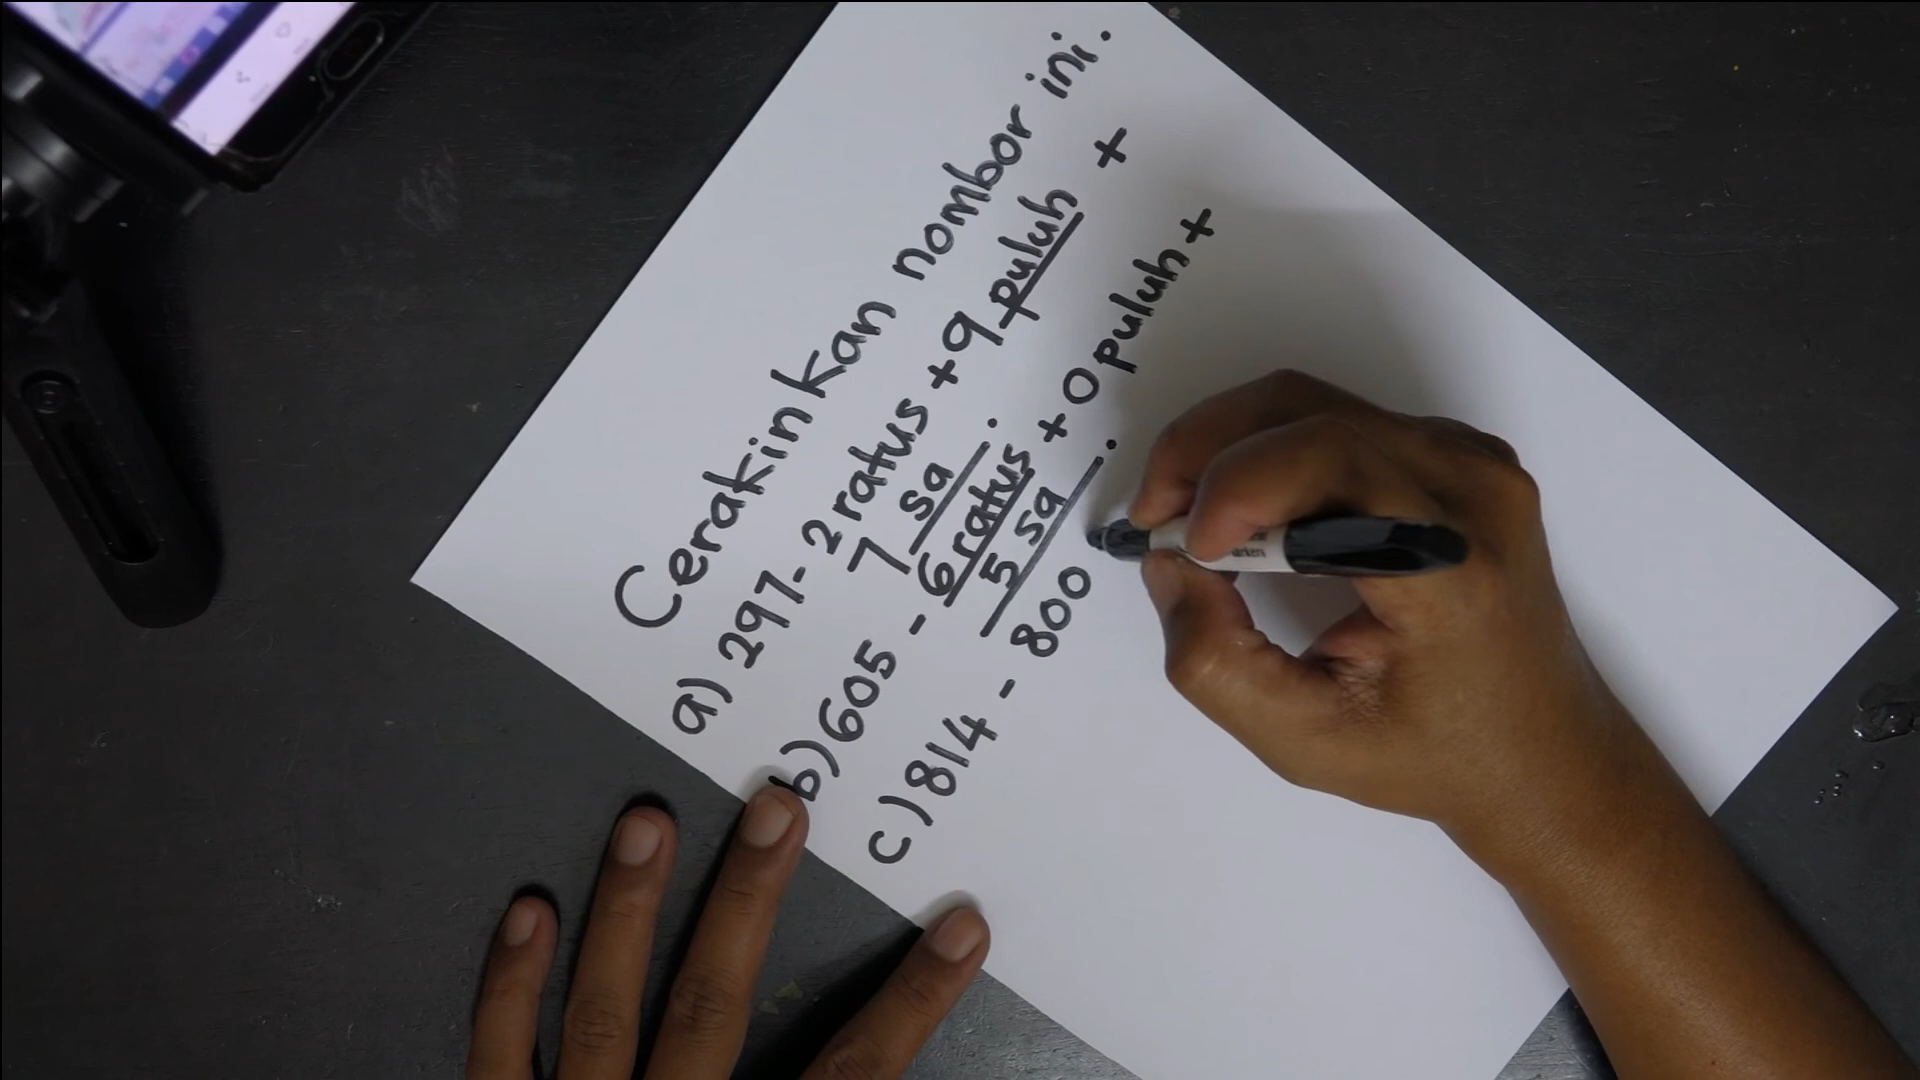 Cerakinkan nombor ini.
a) 297 - 2 ratus + 9 puluh +
7 sa.
b) 605 - 6 ratus + 0 puluh +
5 sa.
c) 814 - 800